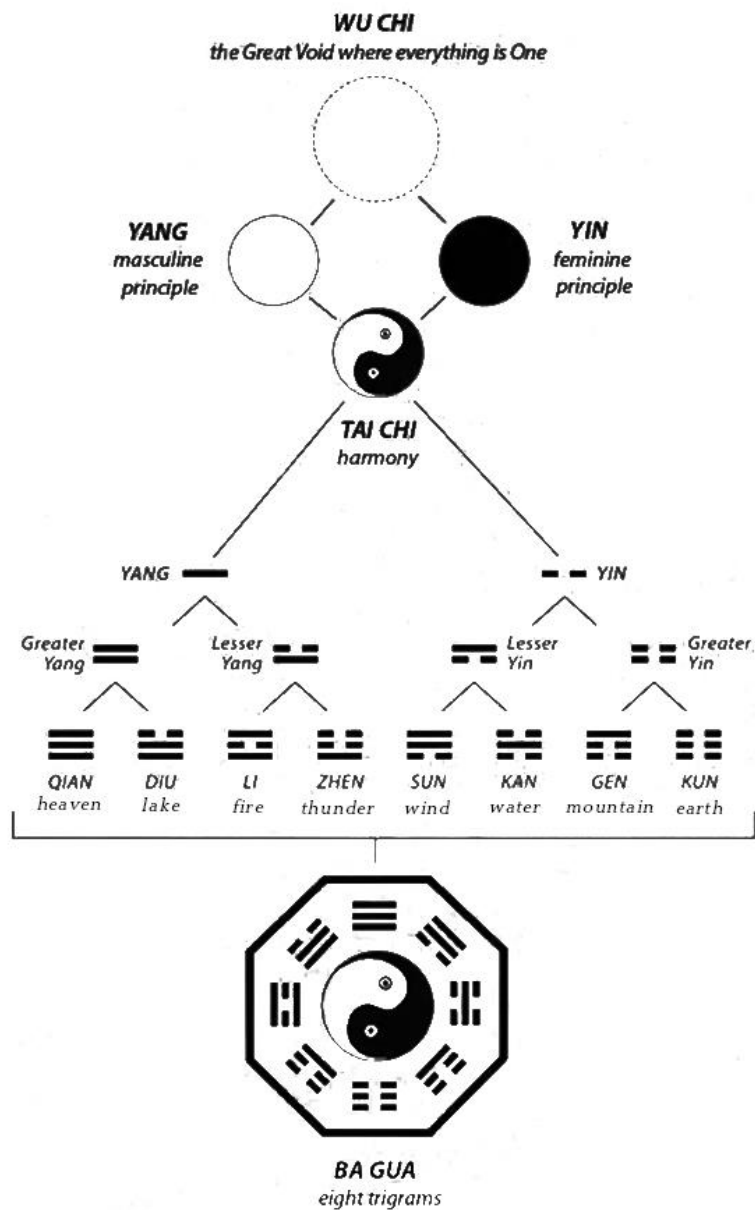 WU CHI
the Great Void where everything is One
YANG
masculine
principle
YIN
feminine
principle
TAI CHI
harmony
YANG
YIN
Greater
Yang
Lesser
Yang
Lesser
Yin
Greater
Yin
QIAN
heaven
DIU
lake
LI
fire
ZHEN
thunder
SUN
wind
KAN
water
GEN
mountain
KUN
earth
BA GUA
eight trigrams